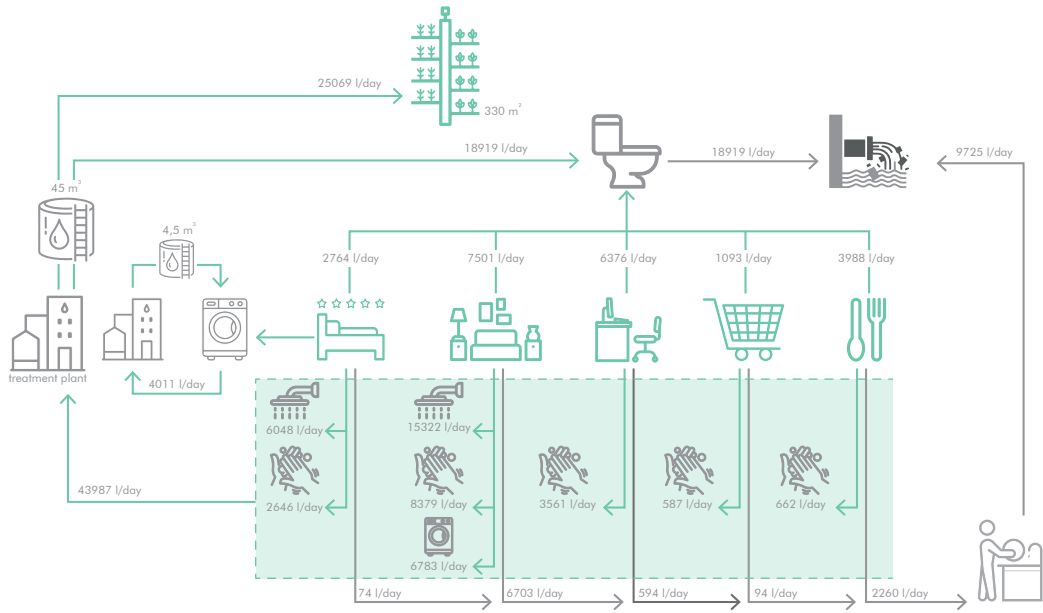 25069 l/day
330 m²
18919 l/day
18919 l/day
9725 l/day
45 m³
4,5 m³
2764 l/day
7501 l/day
6376 l/day
1093 l/day
3988 l/day
treatment plant
4011 l/day
6048 l/day
15322 l/day
43987 l/day
2646 l/day
8379 l/day
3561 l/day
587 l/day
662 l/day
6783 l/day
74 l/day
6703 l/day
594 l/day
94 l/day
2260 l/day